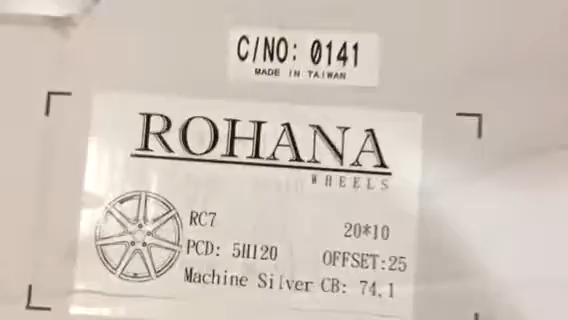 C/NO: 0141
MADE IN TAIWAN
ROHANA
WHEELS
RC7 20*10
PCD: 5H120 OFFSET:25
Machine Silver CB: 74,1